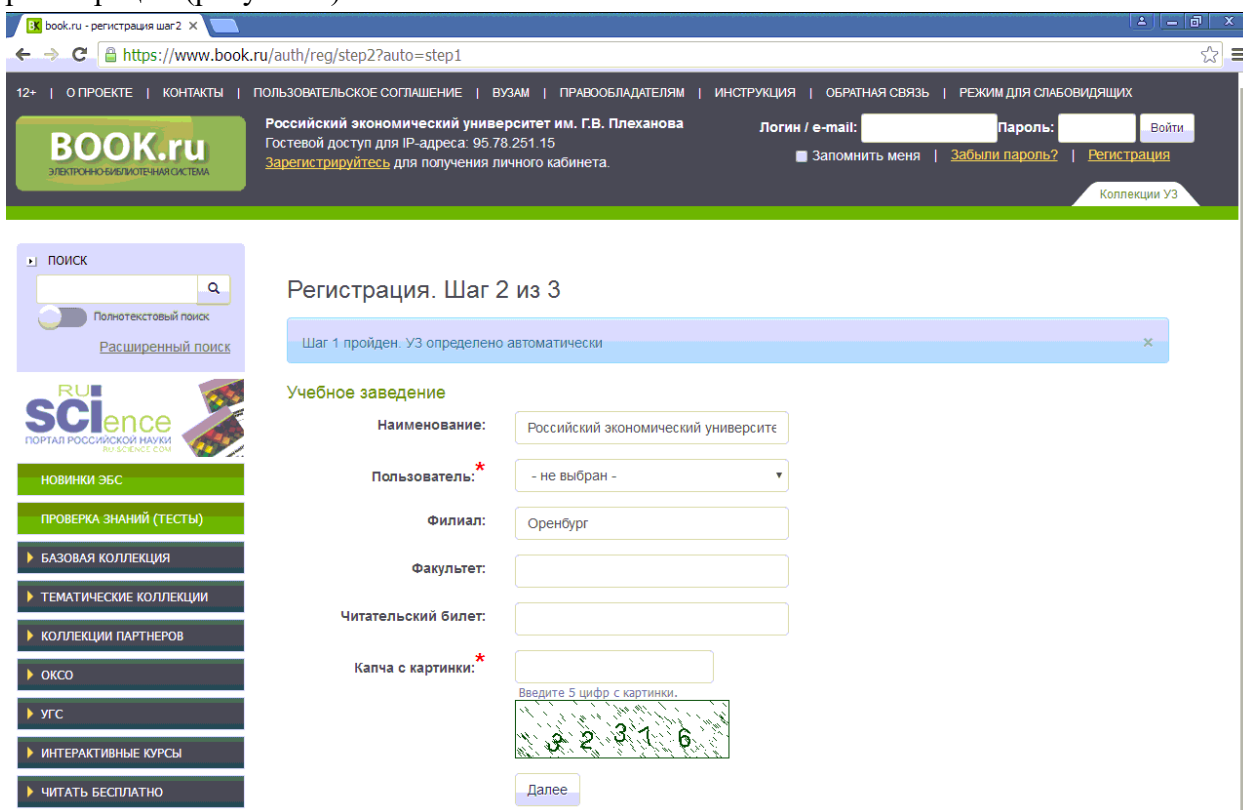 book.ru - регистрация шаг 2
https://www.book.ru/auth/reg/step2?auto=step1
12+ | О ПРОЕКТЕ | КОНТАКТЫ | ПОЛЬЗОВАТЕЛЬСКОЕ СОГЛАШЕНИЕ | ВУЗАМ | ПРАВООБЛАДАТЕЛЯМ | ИНСТРУКЦИЯ | ОБРАТНАЯ СВЯЗЬ | РЕЖИМ ДЛЯ СЛАБОВИДЯЩИХ
BOOK.ru
ЭЛЕКТРОННО-БИБЛИОТЕЧНАЯ СИСТЕМА
Российский экономический университет им. Г.В. Плеханова
Гостевой доступ для IP-адреса: 95.78.251.15
Зарегистрируйтесь для получения личного кабинета.
Логин / e-mail: Пароль: Войти
Запомнить меня | Забыли пароль? | Регистрация
Коллекции УЗ
ПОИСК
Полнотекстовый поиск
Расширенный поиск
RU
SCIence
ПОРТАЛ РОССИЙСКОЙ НАУКИ
RU-SCIENCE.COM
НОВИНКИ ЭБС
ПРОВЕРКА ЗНАНИЙ (ТЕСТЫ)
БАЗОВАЯ КОЛЛЕКЦИЯ
ТЕМАТИЧЕСКИЕ КОЛЛЕКЦИИ
КОЛЛЕКЦИИ ПАРТНЕРОВ
ОКСО
УГС
ИНТЕРАКТИВНЫЕ КУРСЫ
ЧИТАТЬ БЕСПЛАТНО
Регистрация. Шаг 2 из 3
Шаг 1 пройден. УЗ определено автоматически
Учебное заведение
Наименование: Российский экономический университе
Пользователь:* - не выбран -
Филиал: Оренбург
Факультет:
Читательский билет:
Капча с картинки:*
Введите 5 цифр с картинки.
32376
Далее